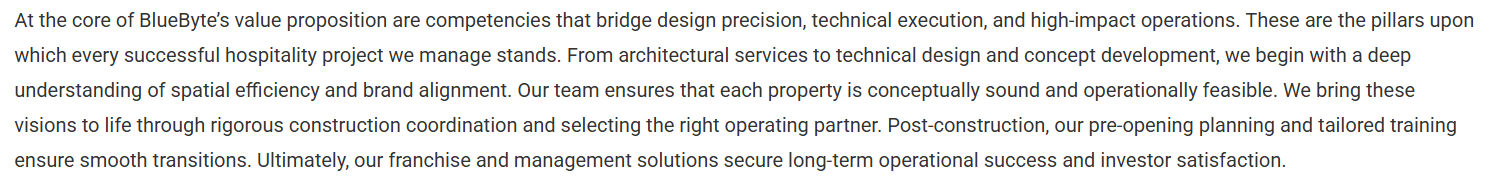 At the core of BlueByte’s value proposition are competencies that bridge design precision, technical execution, and high-impact operations. These are the pillars upon
which every successful hospitality project we manage stands. From architectural services to technical design and concept development, we begin with a deep
understanding of spatial efficiency and brand alignment. Our team ensures that each property is conceptually sound and operationally feasible. We bring these
visions to life through rigorous construction coordination and selecting the right operating partner. Post-construction, our pre-opening planning and tailored training
ensure smooth transitions. Ultimately, our franchise and management solutions secure long-term operational success and investor satisfaction.